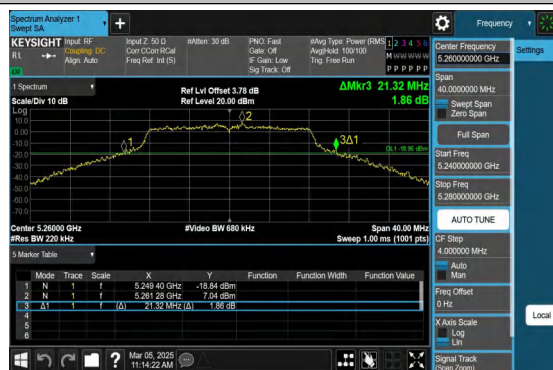 Spectrum Analyzer 1
Swept SA
Frequency
KEYSIGHT
Input: RF
Coupling: DC
Align: Auto
Input Z: 50 Ω
Corr CCorr RCal
Freq Ref: Int (S)
#Atten: 30 dB
PNO: Fast
Gate: Off
IF Gain: Low
Sig Track: Off
#Avg Type: Power (RMS)
Avg|Hold: 100/100
Trig: Free Run
1 2 3 4 5 6
M W W W W W
P P P P P P
RL
1 Spectrum
Scale/Div 10 dB
Ref Lvl Offset 3.78 dB
Ref Level 20.00 dBm
ΔMkr3 21.32 MHz
1.86 dB
Log
10.0
0.00
-10.0
-20.0
-30.0
-40.0
-50.0
-60.0
-70.0
1
2
3Δ1
DL1 -18.96 dBm
Center 5.26000 GHz
#Res BW 220 kHz
#Video BW 680 kHz
Span 40.00 MHz
Sweep 1.00 ms (1001 pts)
5 Marker Table
Mode Trace Scale X Y Function Function Width Function Value
1 N 1 f 5.249 40 GHz -18.84 dBm
2 N 1 f 5.261 28 GHz 7.04 dBm
3 Δ1 1 f (Δ) 21.32 MHz (Δ) 1.86 dB
4
5
6
Mar 05, 2025
11:14:22 AM
Center Frequency
5.260000000 GHz
Settings
Span
40.0000000 MHz
Swept Span
Zero Span
Full Span
Start Freq
5.240000000 GHz
Stop Freq
5.280000000 GHz
AUTO TUNE
CF Step
4.000000 MHz
Auto
Man
Freq Offset
0 Hz
X Axis Scale
Log
Lin
Local
Signal Track
(Span Zoom)